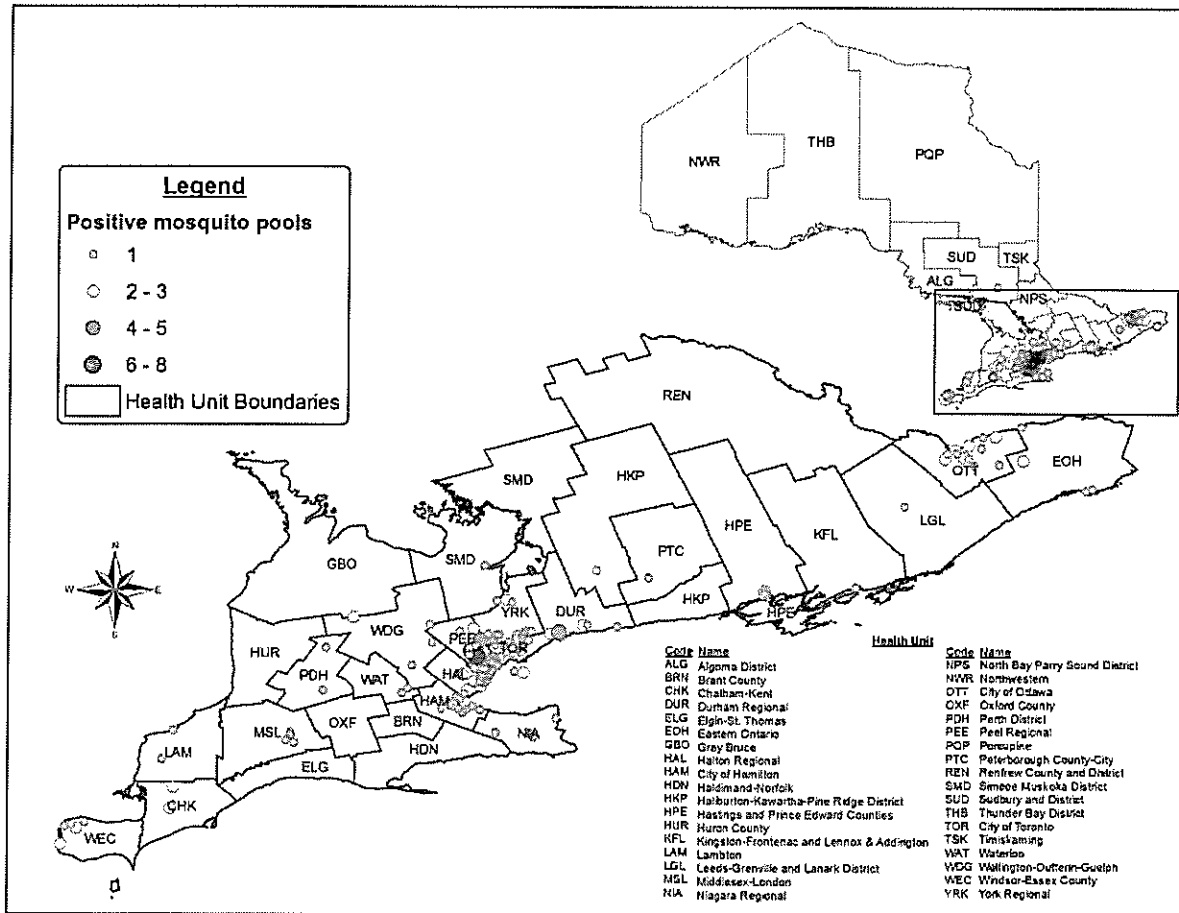 Legend
Positive mosquito pools
1
2 - 3
4 - 5
6 - 8
Health Unit Boundaries
NWR
THB
PQP
SUD
TSK
ALG
SUD
NPS
REN
SMD
HKP
OTT
EOH
LGL
HPE
KFL
PTC
SMD
GBO
HKP
HPE
YRK
DUR
WDG
PEE
TOR
HUR
PDH
WAT
HAL
HAM
OXF
BRN
MSL
NIA
HDN
LAM
ELG
CHK
WEC
N
W
E
S
Health Unit
Code Name
ALG Algoma District
BRN Brant County
CHK Chatham-Kent
DUR Durham Regional
ELG Elgin-St. Thomas
EOH Eastern Ontario
GBO Grey Bruce
HAL Halton Regional
HAM City of Hamilton
HDN Haldimand-Norfolk
HKP Haliburton-Kawartha-Pine Ridge District
HPE Hastings and Prince Edward Counties
HUR Huron County
KFL Kingston-Frontenac and Lennox & Addington
LAM Lambton
LGL Leeds-Grenville and Lanark District
MSL Middlesex-London
NIA Niagara Regional
Code Name
NPS North Bay Parry Sound District
NWR Northwestern
OTT City of Ottawa
OXF Oxford County
PDH Perth District
PEE Peel Regional
PQP Porcupine
PTC Peterborough County-City
REN Renfrew County and District
SMD Simcoe Muskoka District
SUD Sudbury and District
THB Thunder Bay District
TOR City of Toronto
TSK Timiskaming
WAT Waterloo
WDG Wellington-Dufferin-Guelph
WEC Windsor-Essex County
YRK York Regional